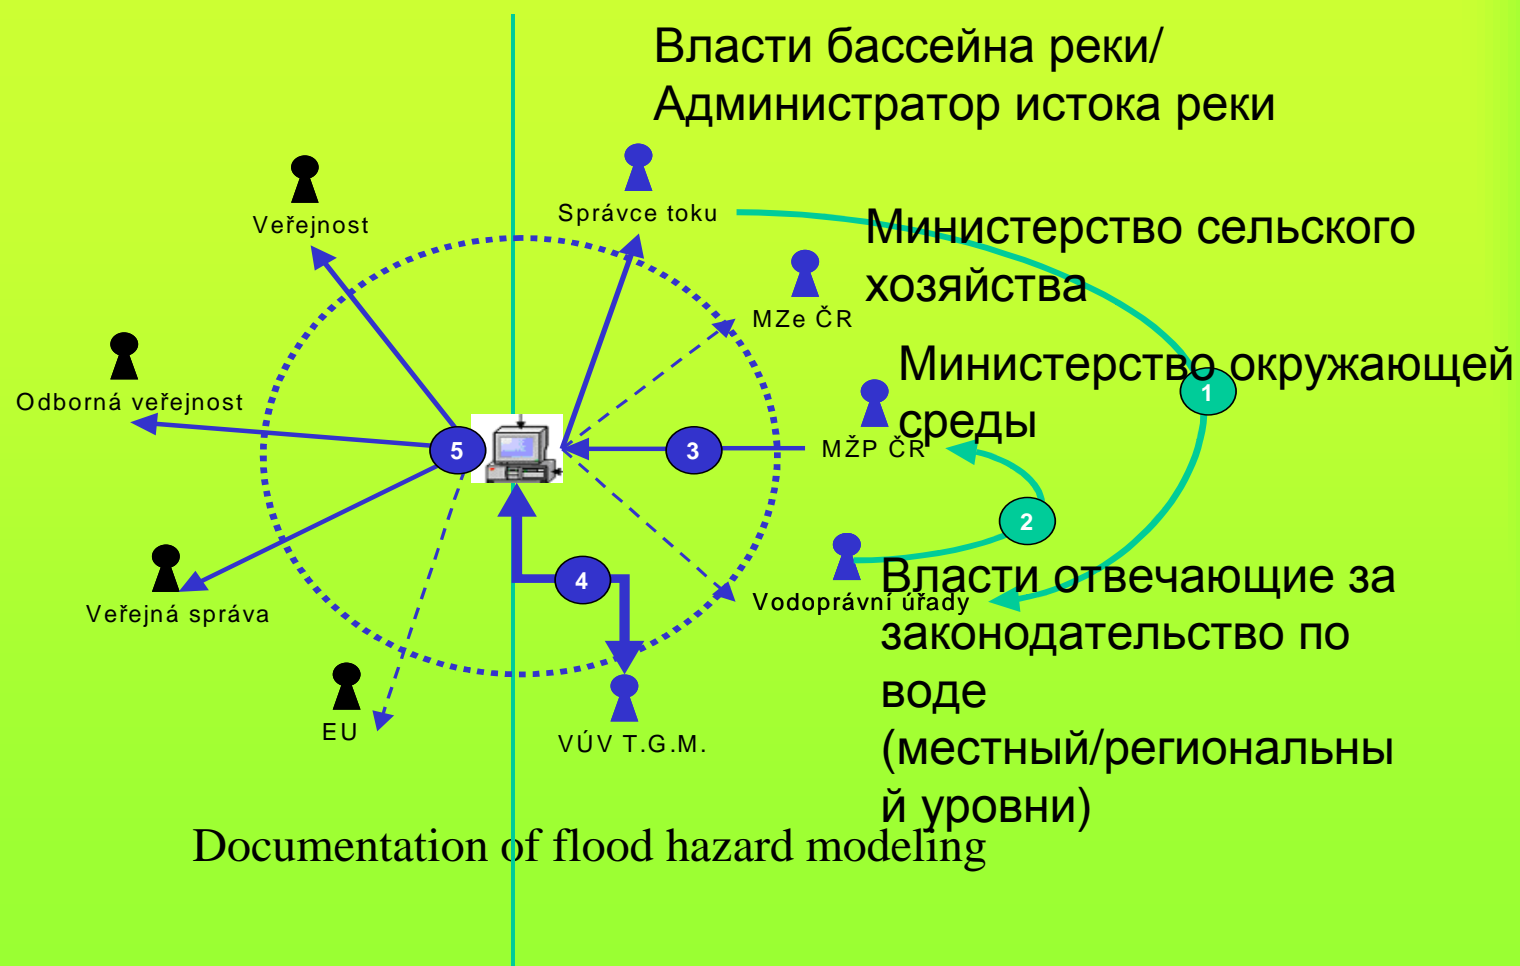 Власти бассейна реки/
Администратор истока реки
Veřejnost
Správce toku
Министерство сельского
хозяйства
MZe ČR
Министерство окружающей
среды
1
Odborná veřejnost
5
3
MŽP ČR
2
4
Власти отвечающие за
законодательство по
воде
(местный/региональны
й уровни)
Vodoprávní úřady
Veřejná správa
EU
VÚV T.G.M.
Documentation of flood hazard modeling